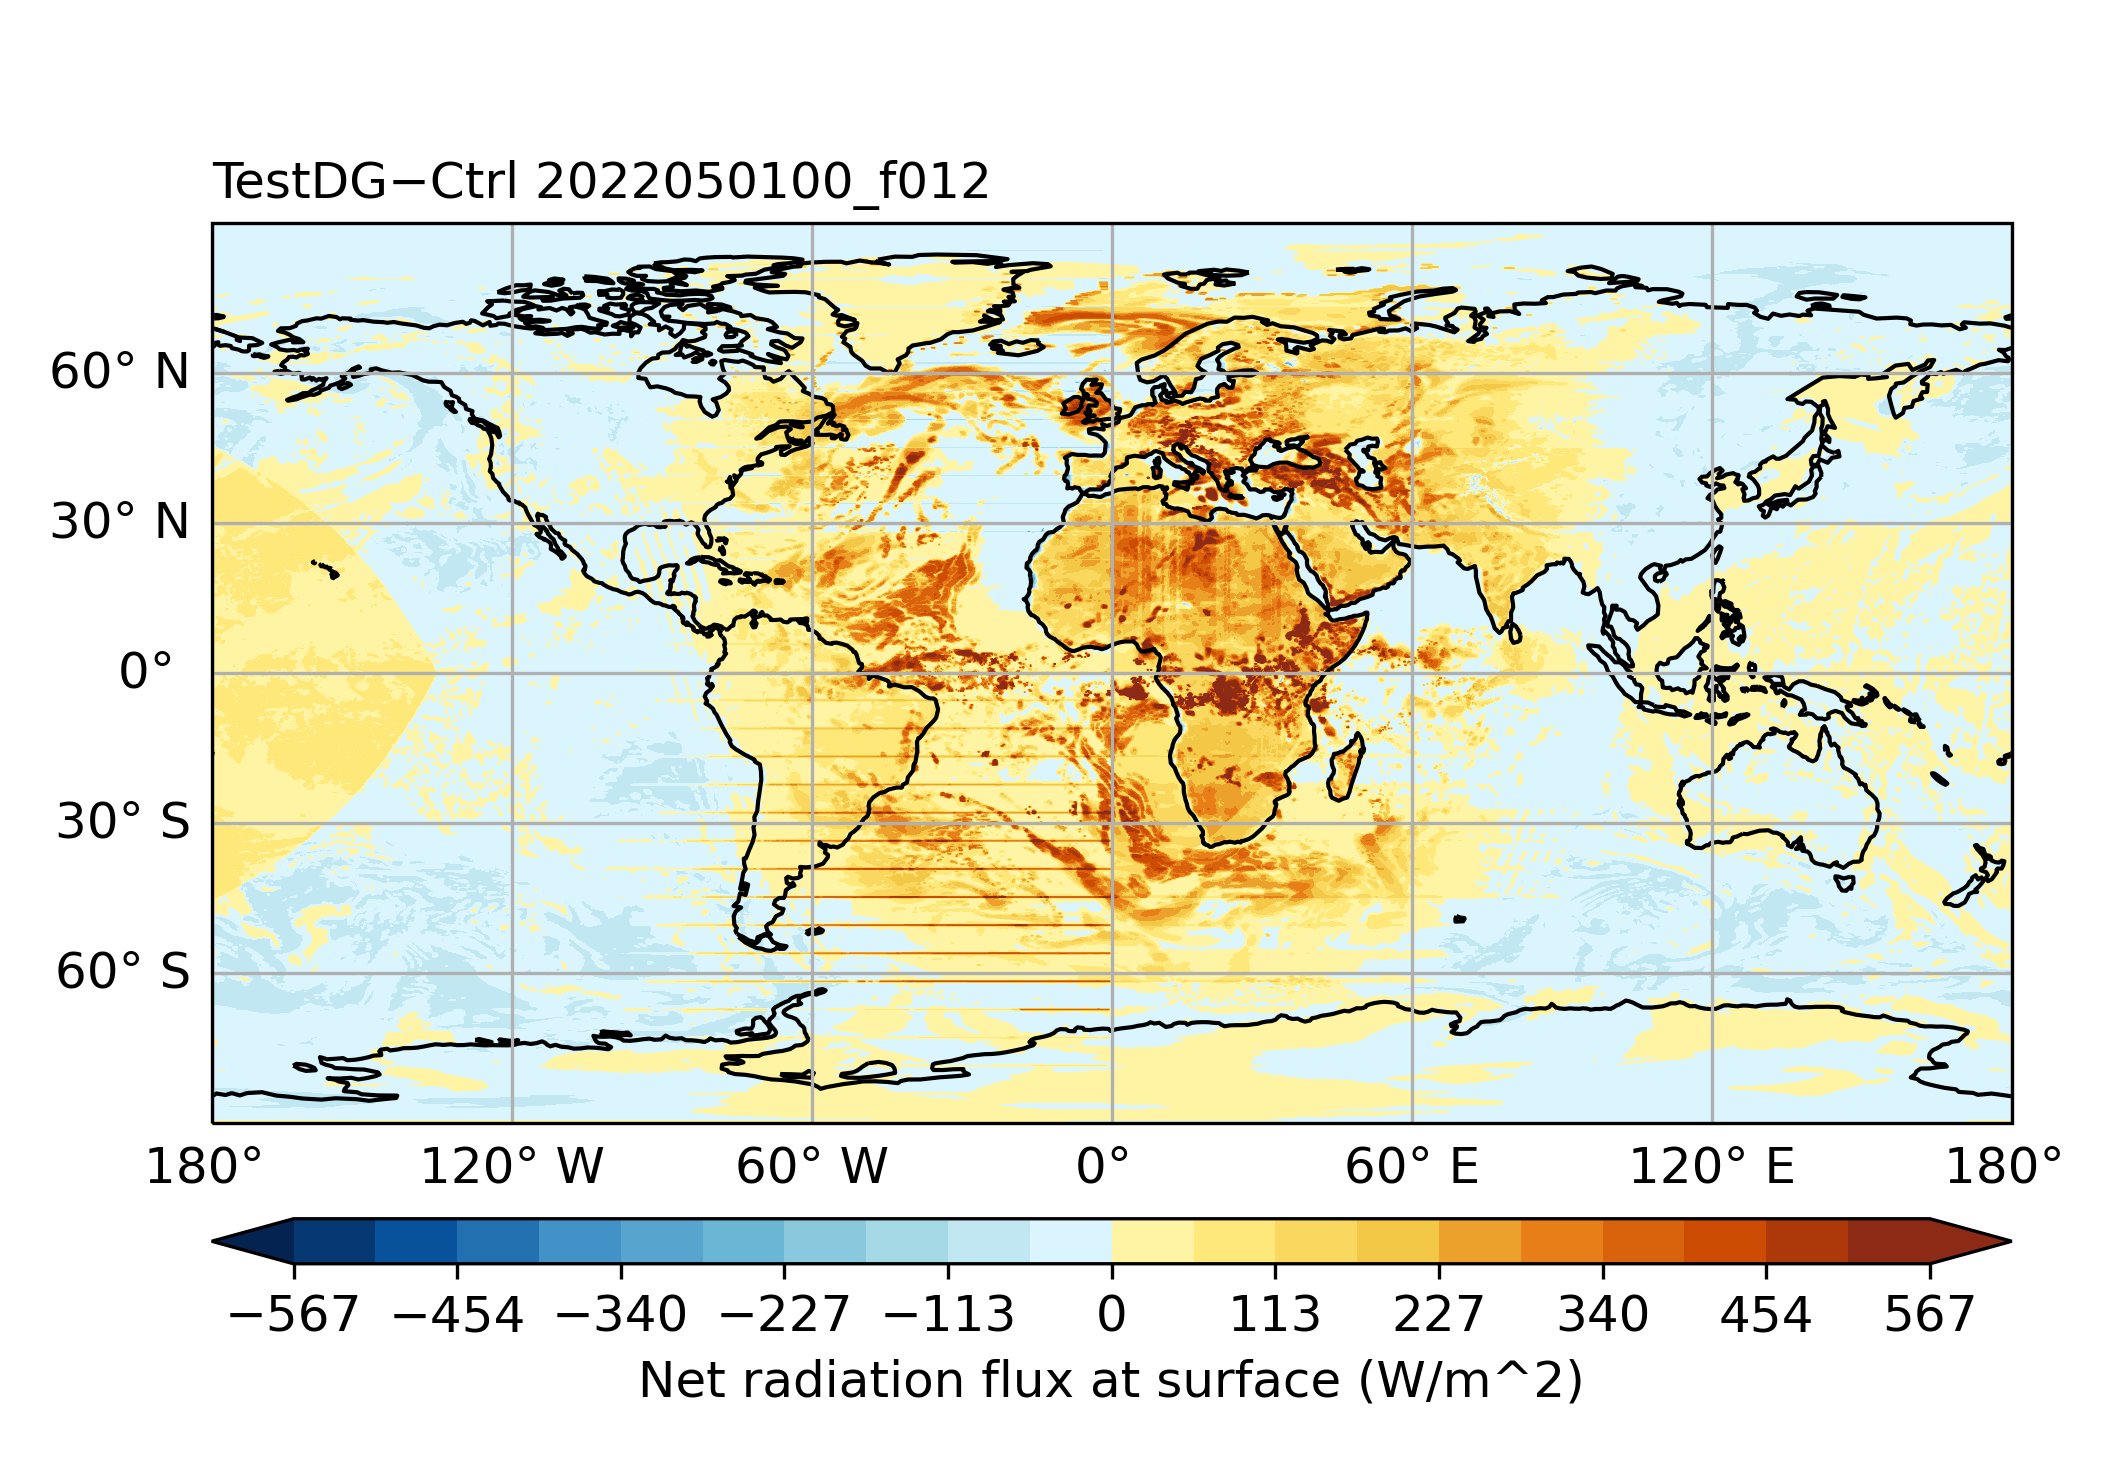 TestDG−Ctrl 2022050100_f012
60° N
30° N
0°
30° S
60° S
180° 120° W 60° W 0° 60° E 120° E 180°
−567 −454 −340 −227 −113 0 113 227 340 454 567
Net radiation flux at surface (W/m^2)